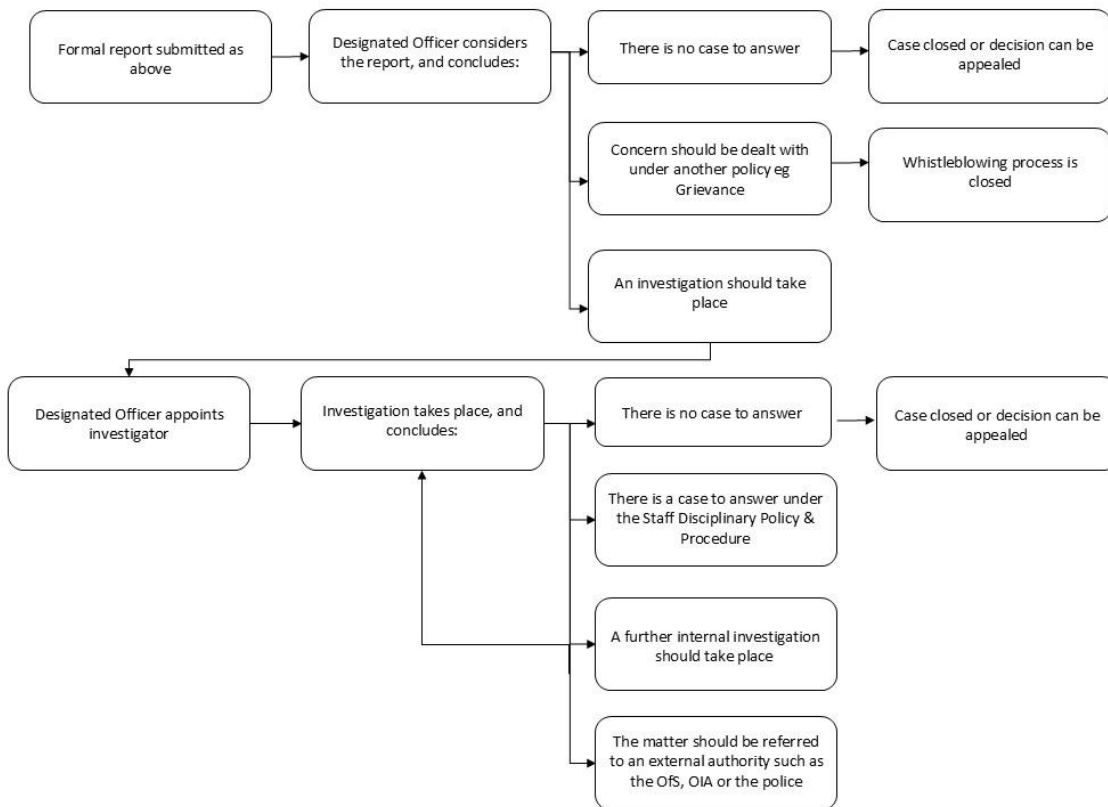 Formal report submitted as
above
Designated Officer considers
the report, and concludes:
There is no case to answer
Case closed or decision can be
appealed
Concern should be dealt with
under another policy eg
Grievance
Whistleblowing process is
closed
An investigation should take
place
Designated Officer appoints
investigator
Investigation takes place, and
concludes:
There is no case to answer
Case closed or decision can be
appealed
There is a case to answer under
the Staff Disciplinary Policy &
Procedure
A further internal investigation
should take place
The matter should be referred
to an external authority such as
the OfS, OIA or the police